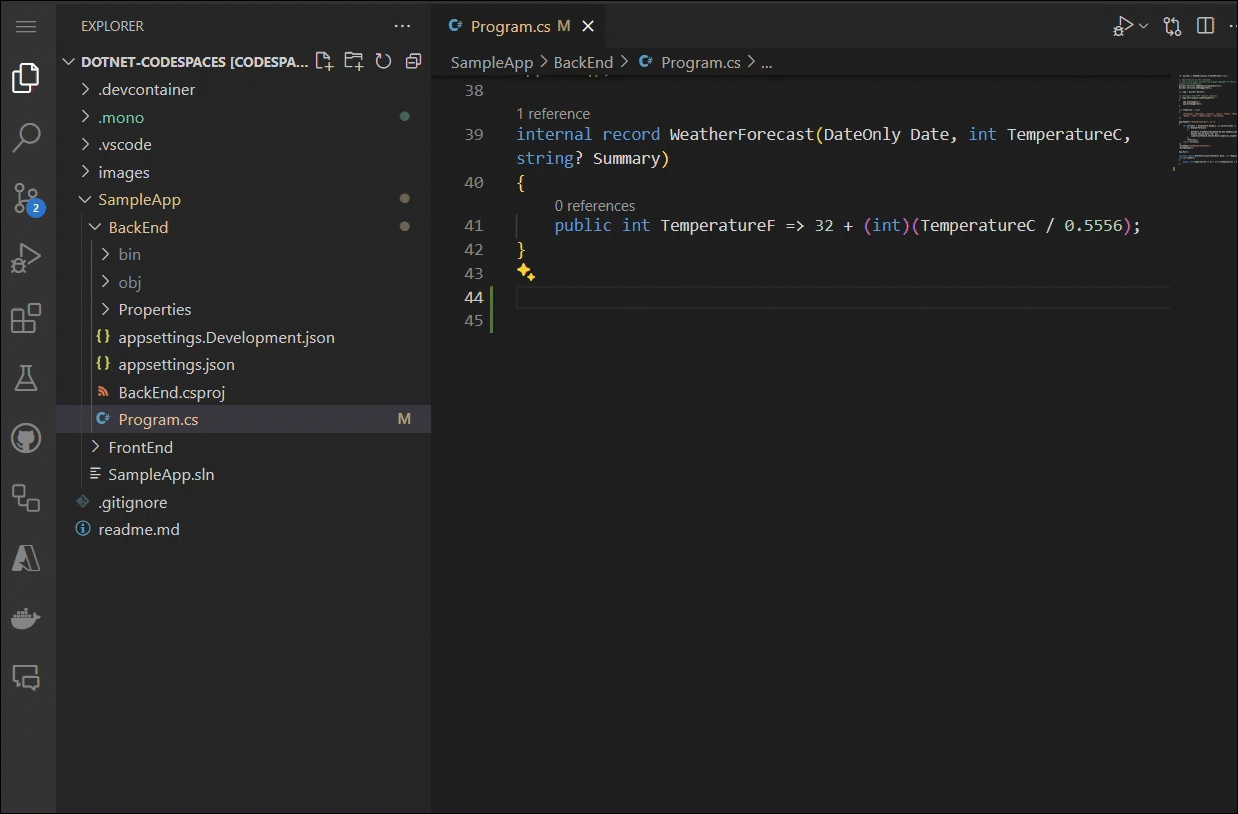 EXPLORER
Program.cs M
DOTNET-CODESPACES [CODESPA...
SampleApp > BackEnd > Program.cs > ...
.devcontainer
.mono
.vscode
images
SampleApp
BackEnd
bin
obj
Properties
{} appsettings.Development.json
{} appsettings.json
BackEnd.csproj
C# Program.cs M
FrontEnd
SampleApp.sln
.gitignore
readme.md
2
38
1 reference
39 internal record WeatherForecast(DateOnly Date, int TemperatureC,
string? Summary)
40 {
0 references
41 public int TemperatureF => 32 + (int)(TemperatureC / 0.5556);
42 }
43
44
45